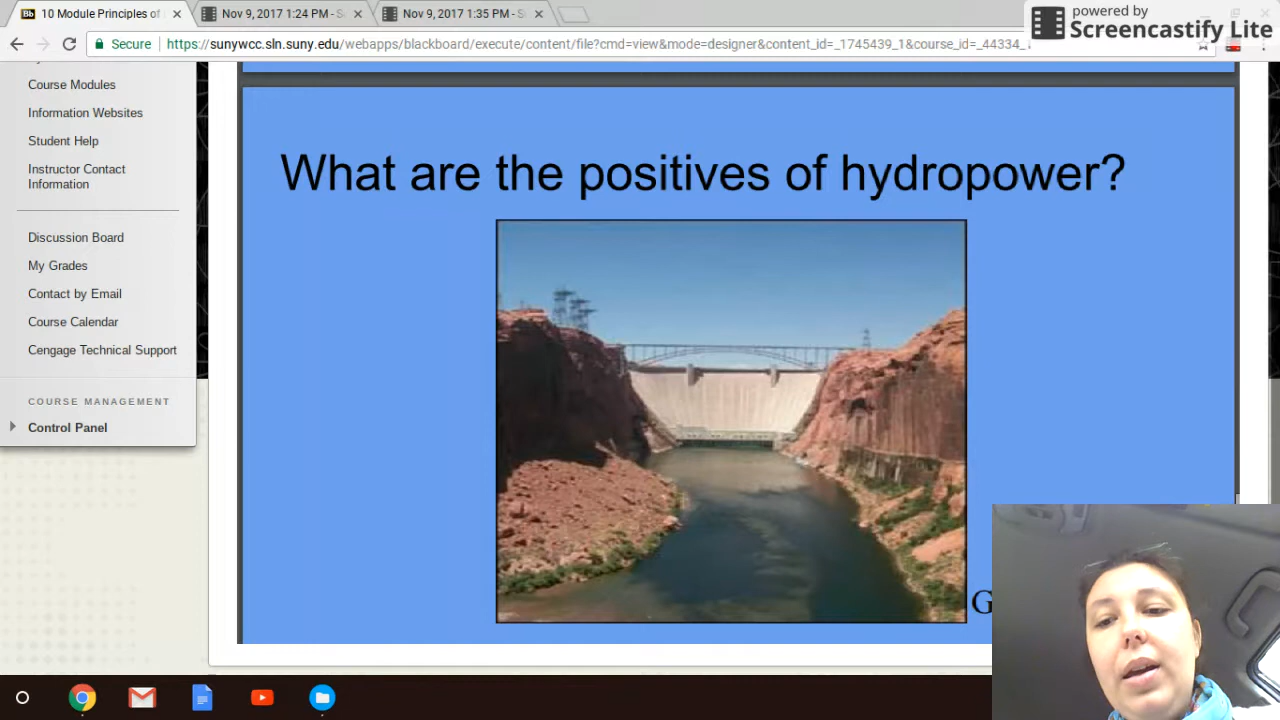 10 Module Principles of
Nov 9, 2017 1:24 PM - S
Nov 9, 2017 1:35 PM - S
powered by
Screencastify Lite
Secure
https://sunywcc.sln.suny.edu/webapps/blackboard/execute/content/file?cmd=view&mode=designer&content_id=_1745439_1&course_id=_44334_1
Course Modules
Information Websites
Student Help
Instructor Contact
Information
Discussion Board
My Grades
Contact by Email
Course Calendar
Cengage Technical Support
COURSE MANAGEMENT
Control Panel
What are the positives of hydropower?
G